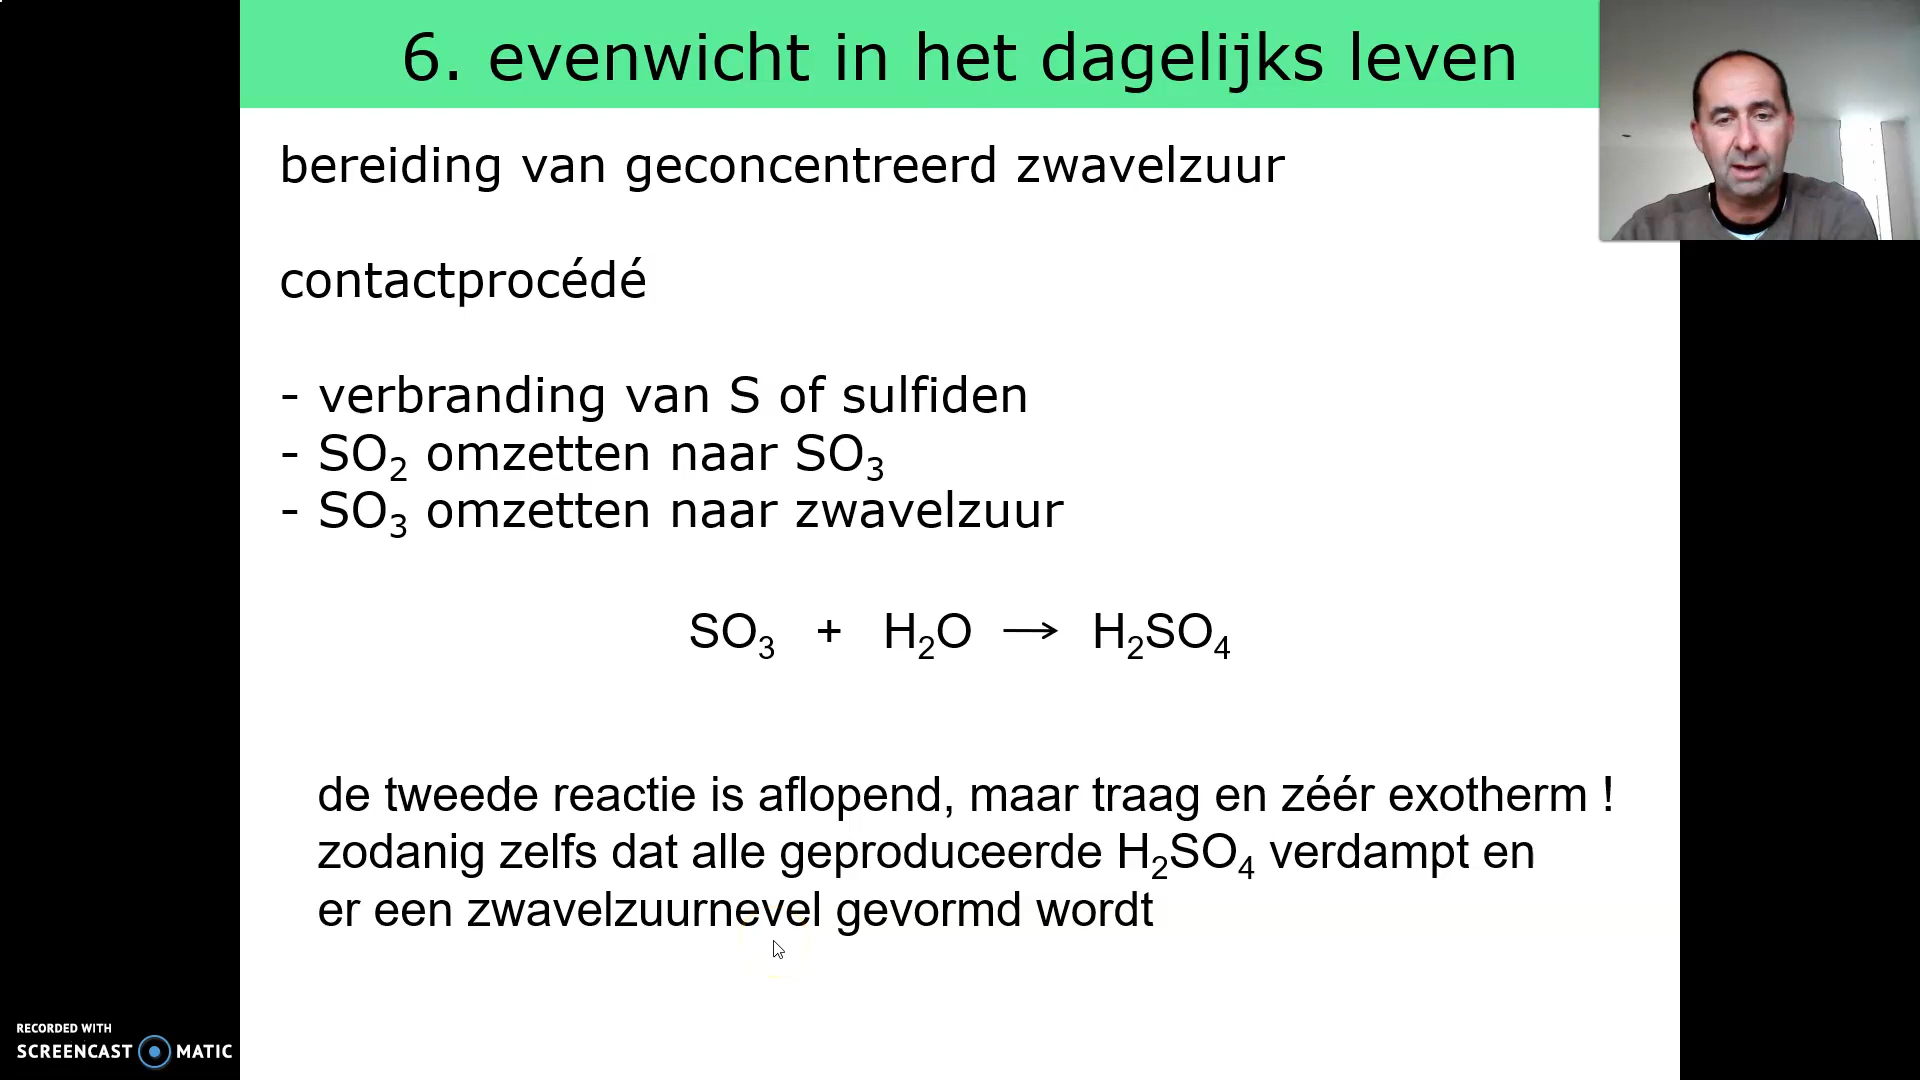 6. evenwicht in het dagelijks leven
bereiding van geconcentreerd zwavelzuur
contactprocédé
- verbranding van S of sulfiden
- SO₂ omzetten naar SO₃
- SO₃ omzetten naar zwavelzuur
SO₃ + H₂O → H₂SO₄
de tweede reactie is aflopend, maar traag en zéér exotherm !
zodanig zelfs dat alle geproduceerde H₂SO₄ verdampt en
er een zwavelzuurnevel gevormd wordt
RECORDED WITH
SCREENCAST MATIC